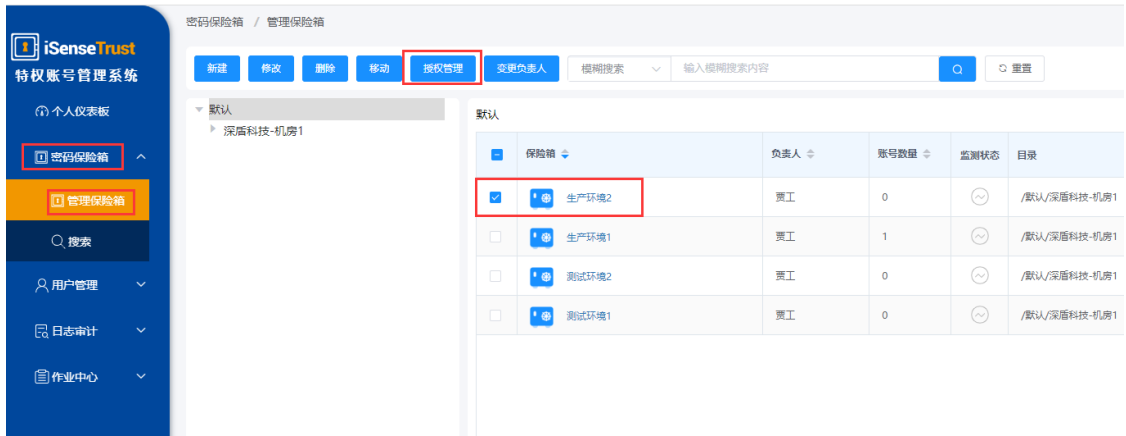 密码保险箱 / 管理保险箱
iSenseTrust
特权账号管理系统
个人仪表板
密码保险箱
管理保险箱
搜索
用户管理
日志审计
作业中心
新建 修改 删除 移动 授权管理 变更负责人 模糊搜索 输入模糊搜索内容 重置
默认
深盾科技-机房1
默认
保险箱 负责人 账号数量 监测状态 目录
生产环境2 贾工 0 /默认/深盾科技-机房1
生产环境1 贾工 1 /默认/深盾科技-机房1
测试环境2 贾工 0 /默认/深盾科技-机房1
测试环境1 贾工 0 /默认/深盾科技-机房1